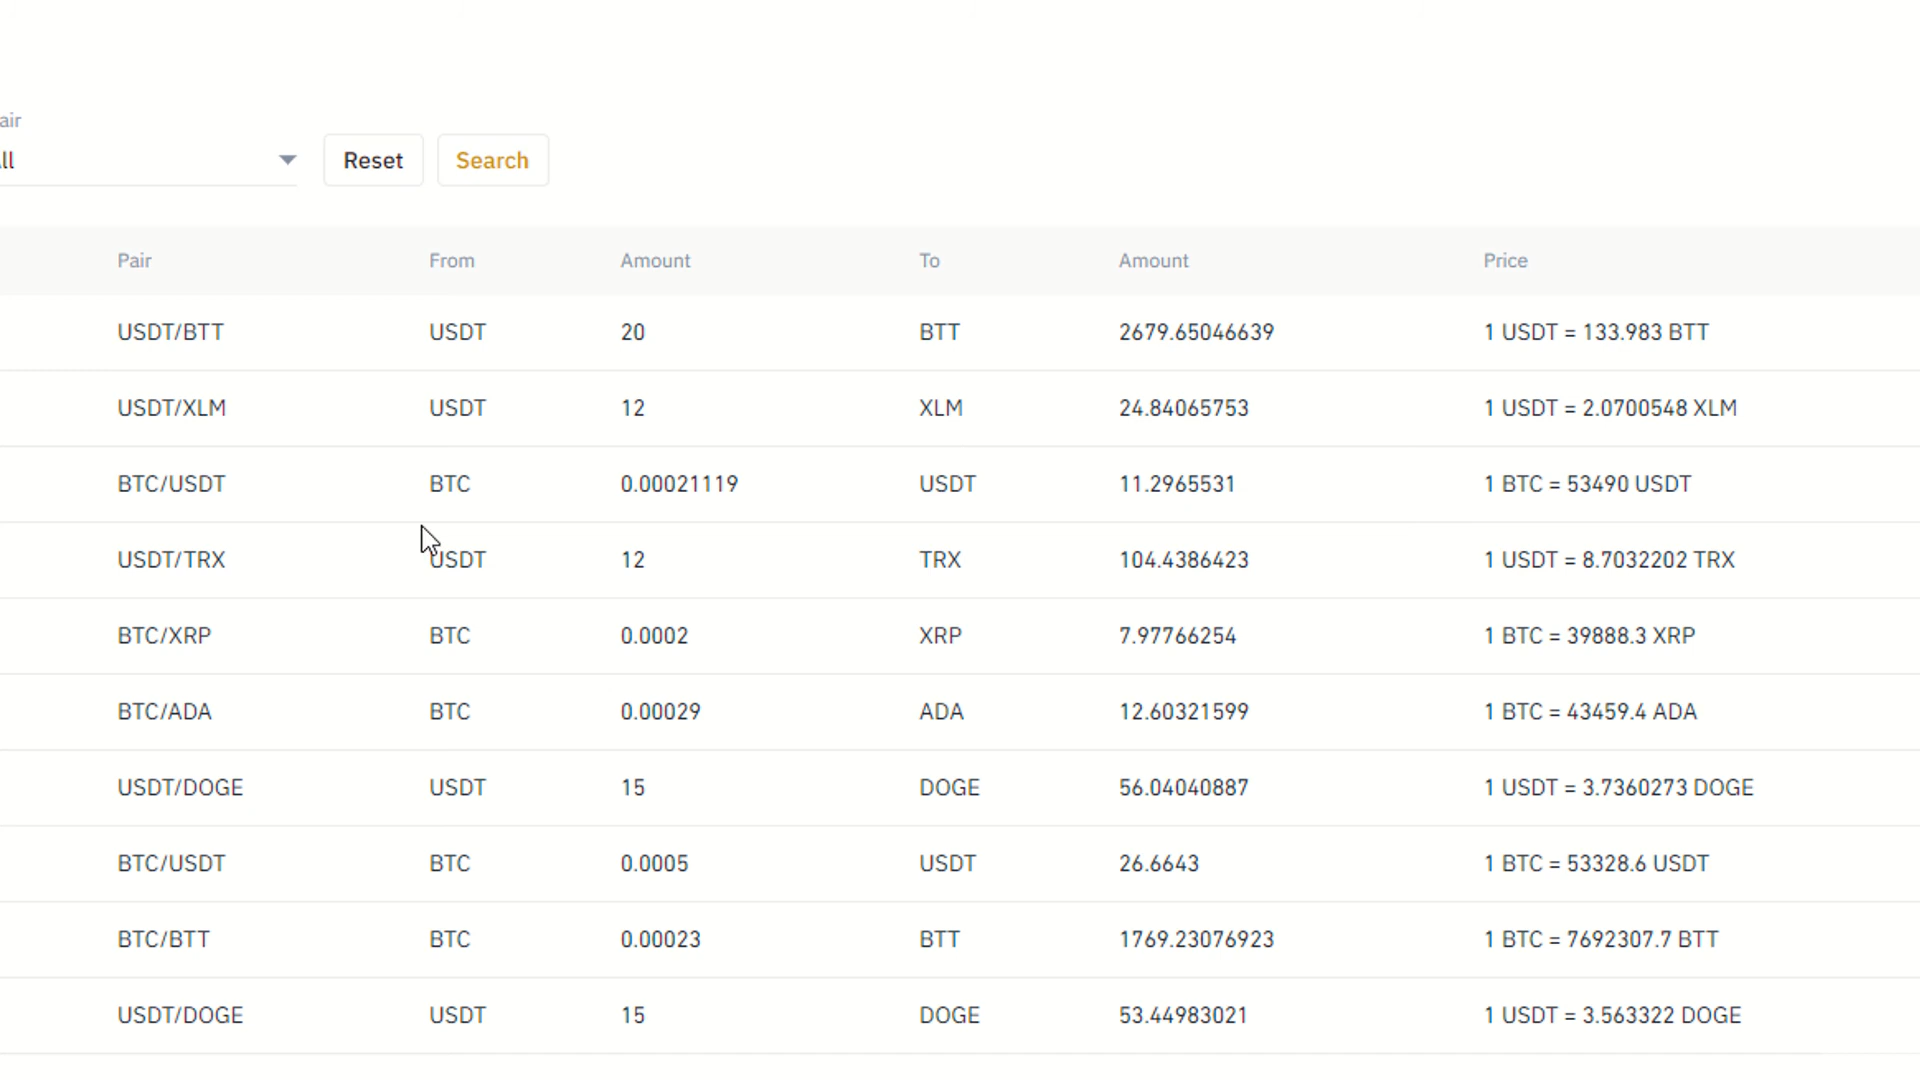 air
ll
Reset Search
Pair From Amount To Amount Price
USDT/BTT USDT 20 BTT 2679.65046639 1 USDT = 133.983 BTT
USDT/XLM USDT 12 XLM 24.84065753 1 USDT = 2.0700548 XLM
BTC/USDT BTC 0.00021119 USDT 11.2965531 1 BTC = 53490 USDT
USDT/TRX USDT 12 TRX 104.4386423 1 USDT = 8.7032202 TRX
BTC/XRP BTC 0.0002 XRP 7.97766254 1 BTC = 39888.3 XRP
BTC/ADA BTC 0.00029 ADA 12.60321599 1 BTC = 43459.4 ADA
USDT/DOGE USDT 15 DOGE 56.04040887 1 USDT = 3.7360273 DOGE
BTC/USDT BTC 0.0005 USDT 26.6643 1 BTC = 53328.6 USDT
BTC/BTT BTC 0.00023 BTT 1769.23076923 1 BTC = 7692307.7 BTT
USDT/DOGE USDT 15 DOGE 53.44983021 1 USDT = 3.563322 DOGE